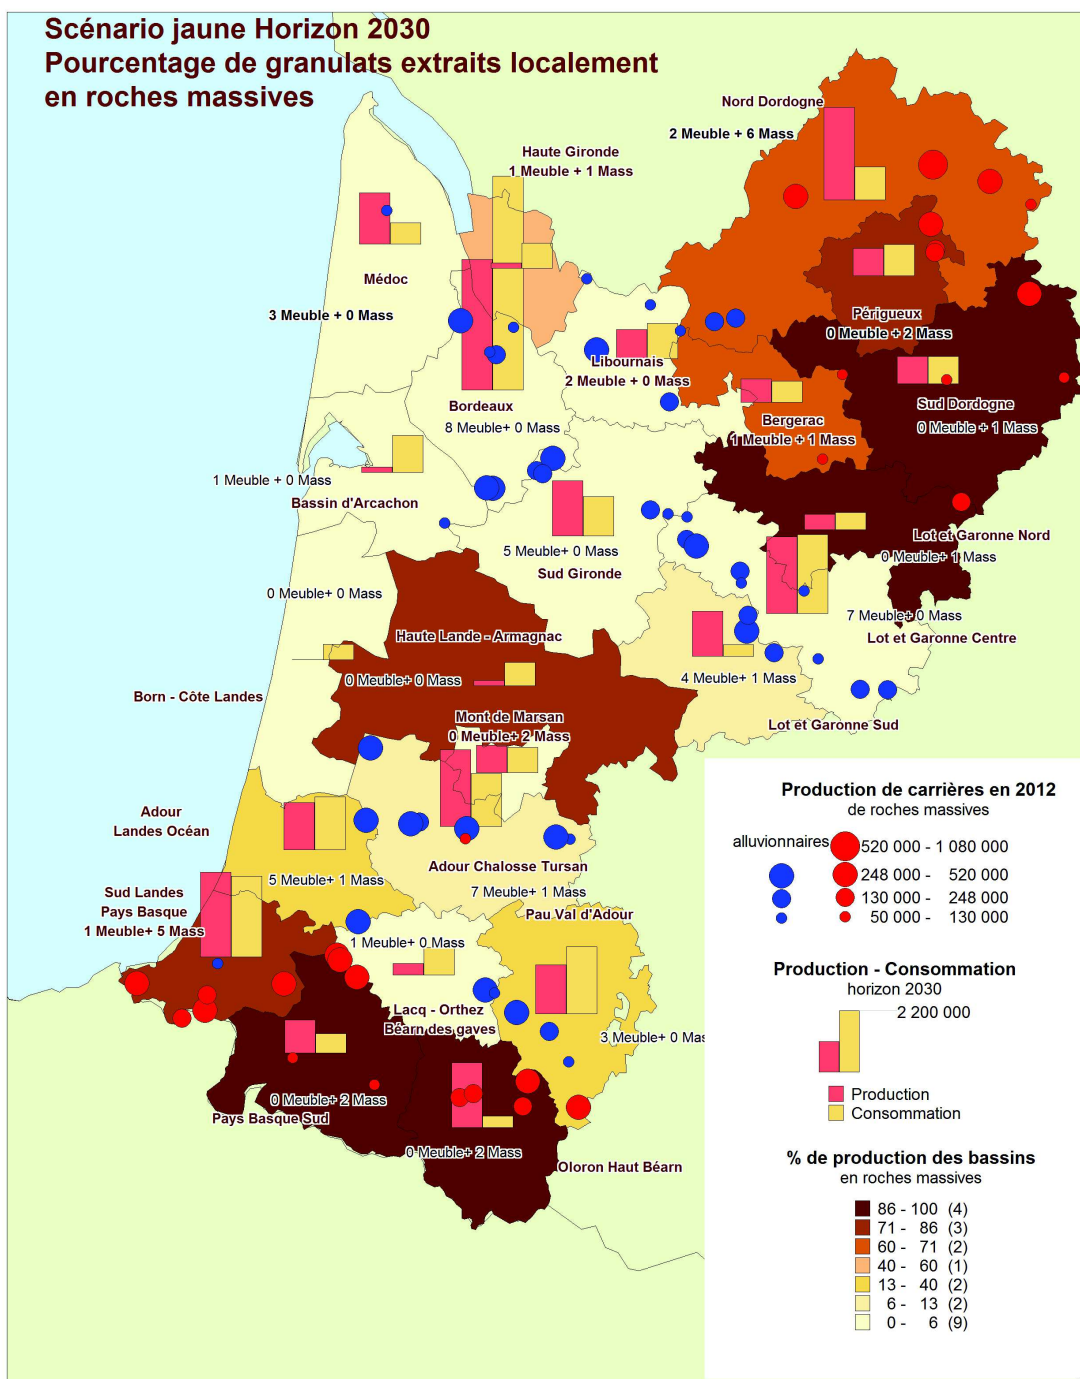 Scénario jaune Horizon 2030
Pourcentage de granulats extraits localement
en roches massives
Nord Dordogne
2 Meuble + 6 Mass
Haute Gironde
1 Meuble + 1 Mass
Médoc
3 Meuble + 0 Mass
Périgueux
0 Meuble + 2 Mass
Libournais
2 Meuble + 0 Mass
Bordeaux
8 Meuble+ 0 Mass
Bergerac
1 Meuble + 1 Mass
Sud Dordogne
0 Meuble + 1 Mass
1 Meuble + 0 Mass
Bassin d'Arcachon
5 Meuble+ 0 Mass
Sud Gironde
Lot et Garonne Nord
0 Meuble+ 1 Mass
0 Meuble+ 0 Mass
7 Meuble+ 0 Mass
Lot et Garonne Centre
Haute Lande - Armagnac
0 Meuble+ 0 Mass
4 Meuble+ 1 Mass
Born - Côte Landes
Mont de Marsan
0 Meuble+ 2 Mass
Lot et Garonne Sud
Adour
Landes Océan
5 Meuble+ 1 Mass
Adour Chalosse Tursan
7 Meuble+ 1 Mass
Sud Landes
Pays Basque
1 Meuble+ 5 Mass
Pau Val d'Adour
1 Meuble+ 0 Mass
Lacq - Orthez
Béarn des gaves
3 Meuble+ 0 Mas
0 Meuble+ 2 Mass
Pays Basque Sud
0 Meuble+ 2 Mass
Oloron Haut Béarn
Production de carrières en 2012
de roches massives
alluvionnaires
520 000 - 1 080 000
248 000 - 520 000
130 000 - 248 000
50 000 - 130 000
Production - Consommation
horizon 2030
2 200 000
Production
Consommation
% de production des bassins
en roches massives
86 - 100 (4)
71 - 86 (3)
60 - 71 (2)
40 - 60 (1)
13 - 40 (2)
6 - 13 (2)
0 - 6 (9)